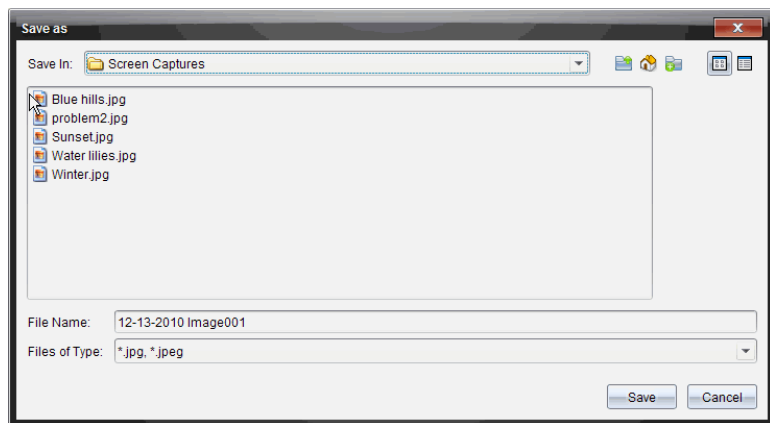 Save as
Save In: Screen Captures
Blue hills.jpg
problem2.jpg
Sunset.jpg
Water lilies.jpg
Winter.jpg
File Name: 12-13-2010 Image001
Files of Type: *.jpg, *.jpeg
Save Cancel